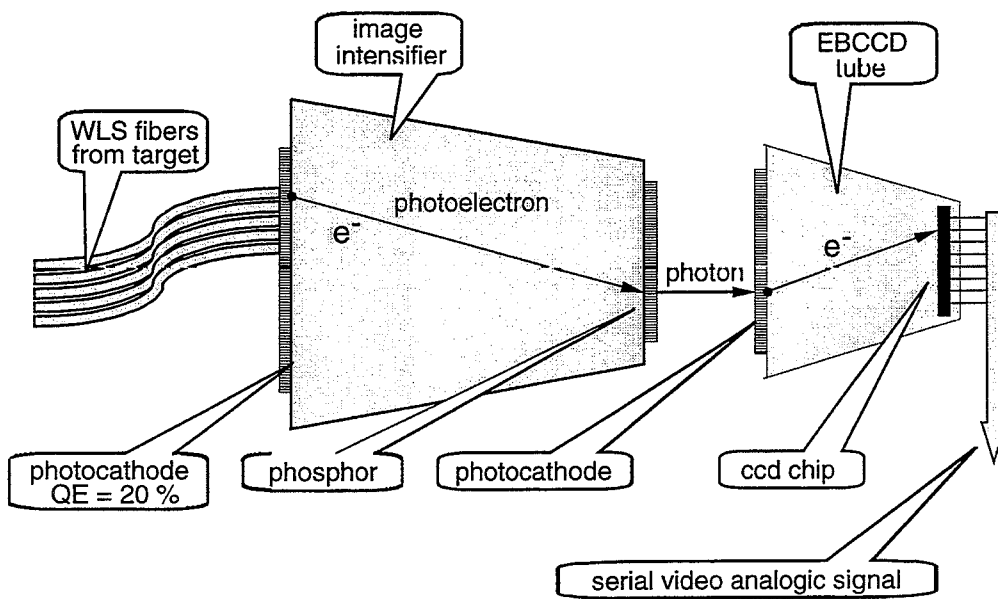 image
intensifier
EBCCD
tube
WLS fibers
from target
photoelectron
e-
e-
photon
photocathode
QE = 20 %
phosphor
photocathode
ccd chip
serial video analogic signal